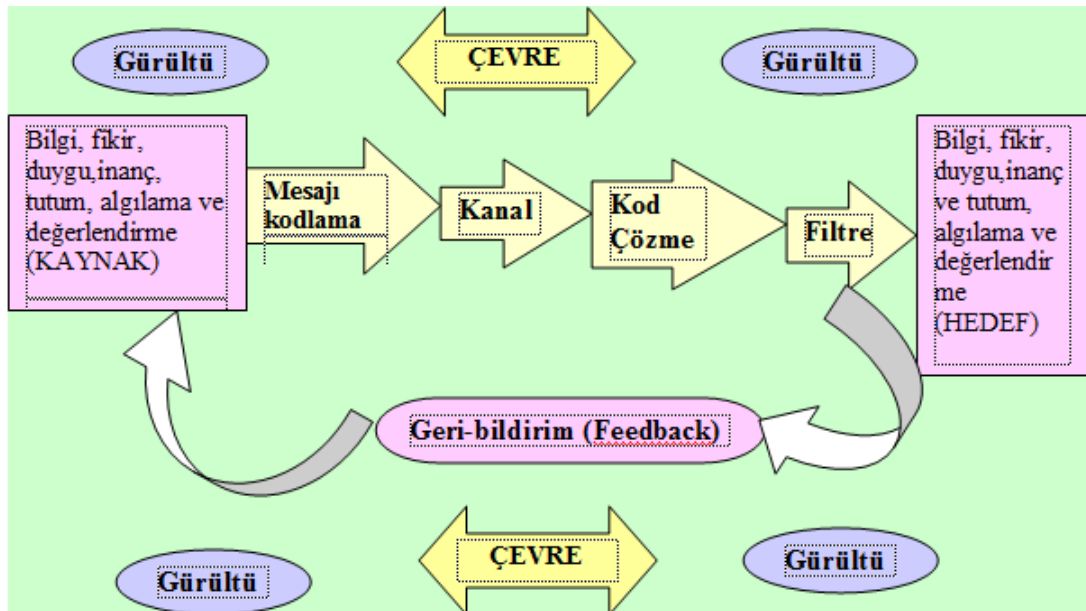 Gürültü
ÇEVRE
Gürültü
Bilgi, fikir,
duygu,inanç,
tutum, algılama ve
değerlendirme
(KAYNAK)
Mesajı
kodlama
Kanal
Kod
Çözme
Filtre
Bilgi, fikir,
duygu,inanç
ve tutum,
algılama ve
değerlendir
me
(HEDEF)
Geri-bildirim (Feedback)
Gürültü
ÇEVRE
Gürültü